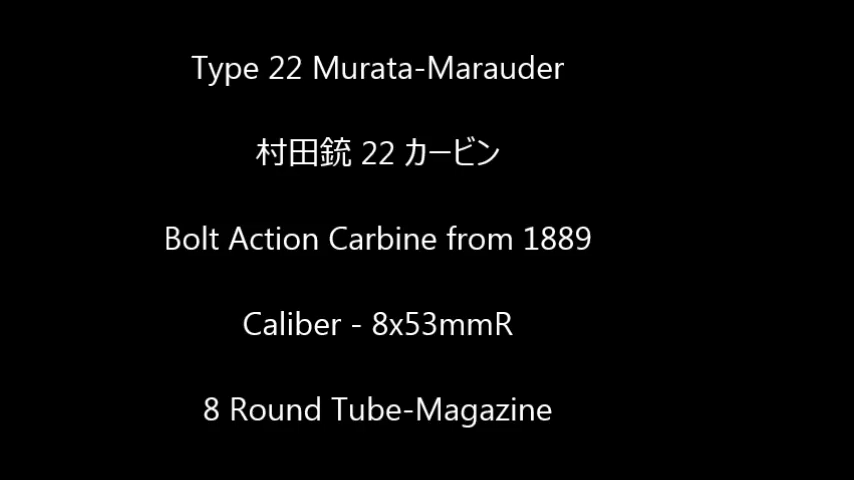 Type 22 Murata-Marauder
村田銃 22 カービン
Bolt Action Carbine from 1889
Caliber - 8x53mmR
8 Round Tube-Magazine